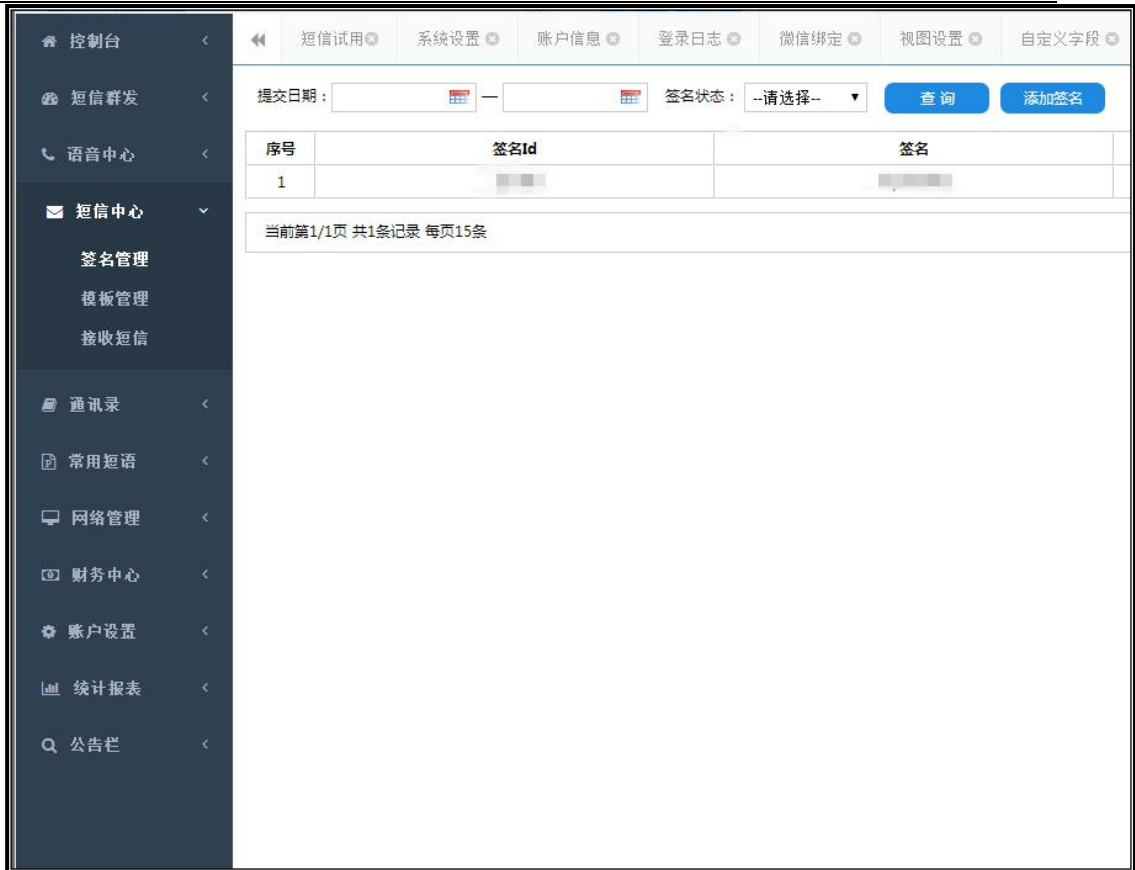 控制台
短信群发
语音中心
短信中心
签名管理
模板管理
接收短信
通讯录
常用短语
网络管理
财务中心
账户设置
统计报表
公告栏
短信试用 系统设置 账户信息 登录日志 微信绑定 视图设置 自定义字段
提交日期： — 签名状态： --请选择-- 查询 添加签名
序号 签名Id 签名
1
当前第1/1页 共1条记录 每页15条